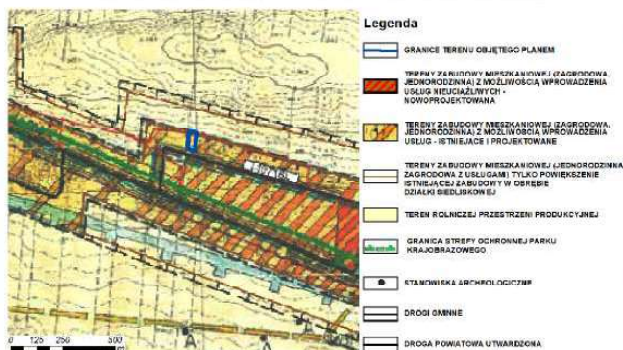 Legenda
GRANICE TERENU OBJĘTEGO PLANEM
TERENY ZABUDOWY MIESZKANIOWEJ (ZAGRODOWA,
JEDNORODZINNA) Z MOŻLIWOŚCIĄ WPROWADZENIA
USŁUG NIEUCIĄŻLIWYCH -
NOWOPROJEKTOWANA
TERENY ZABUDOWY MIESZKANIOWEJ (ZAGRODOWA,
JEDNORODZINNA) Z MOŻLIWOŚCIĄ WPROWADZENIA
USŁUG - ISTNIEJĄCE I PROJEKTOWANE
TERENY ZABUDOWY MIESZKANIOWEJ (JEDNORODZINNA
ZAGRODOWA Z USŁUGAMI) TYLKO POWIĘKSZENIE
ISTNIEJĄCEJ ZABUDOWY W OBRĘBIE
DZIAŁKI SIEDLISKOWEJ
TEREN ROLNICZEJ PRZESTRZENI PRODUKCYJNEJ
GRANICA STREFY OCHRONNEJ PARKU
KRAJOBRAZOWEGO
STANOWISKA ARCHEOLOGICZNE
DROGI GMINNE
DROGA POWIATOWA UTWARDZONA
0 125 250 500